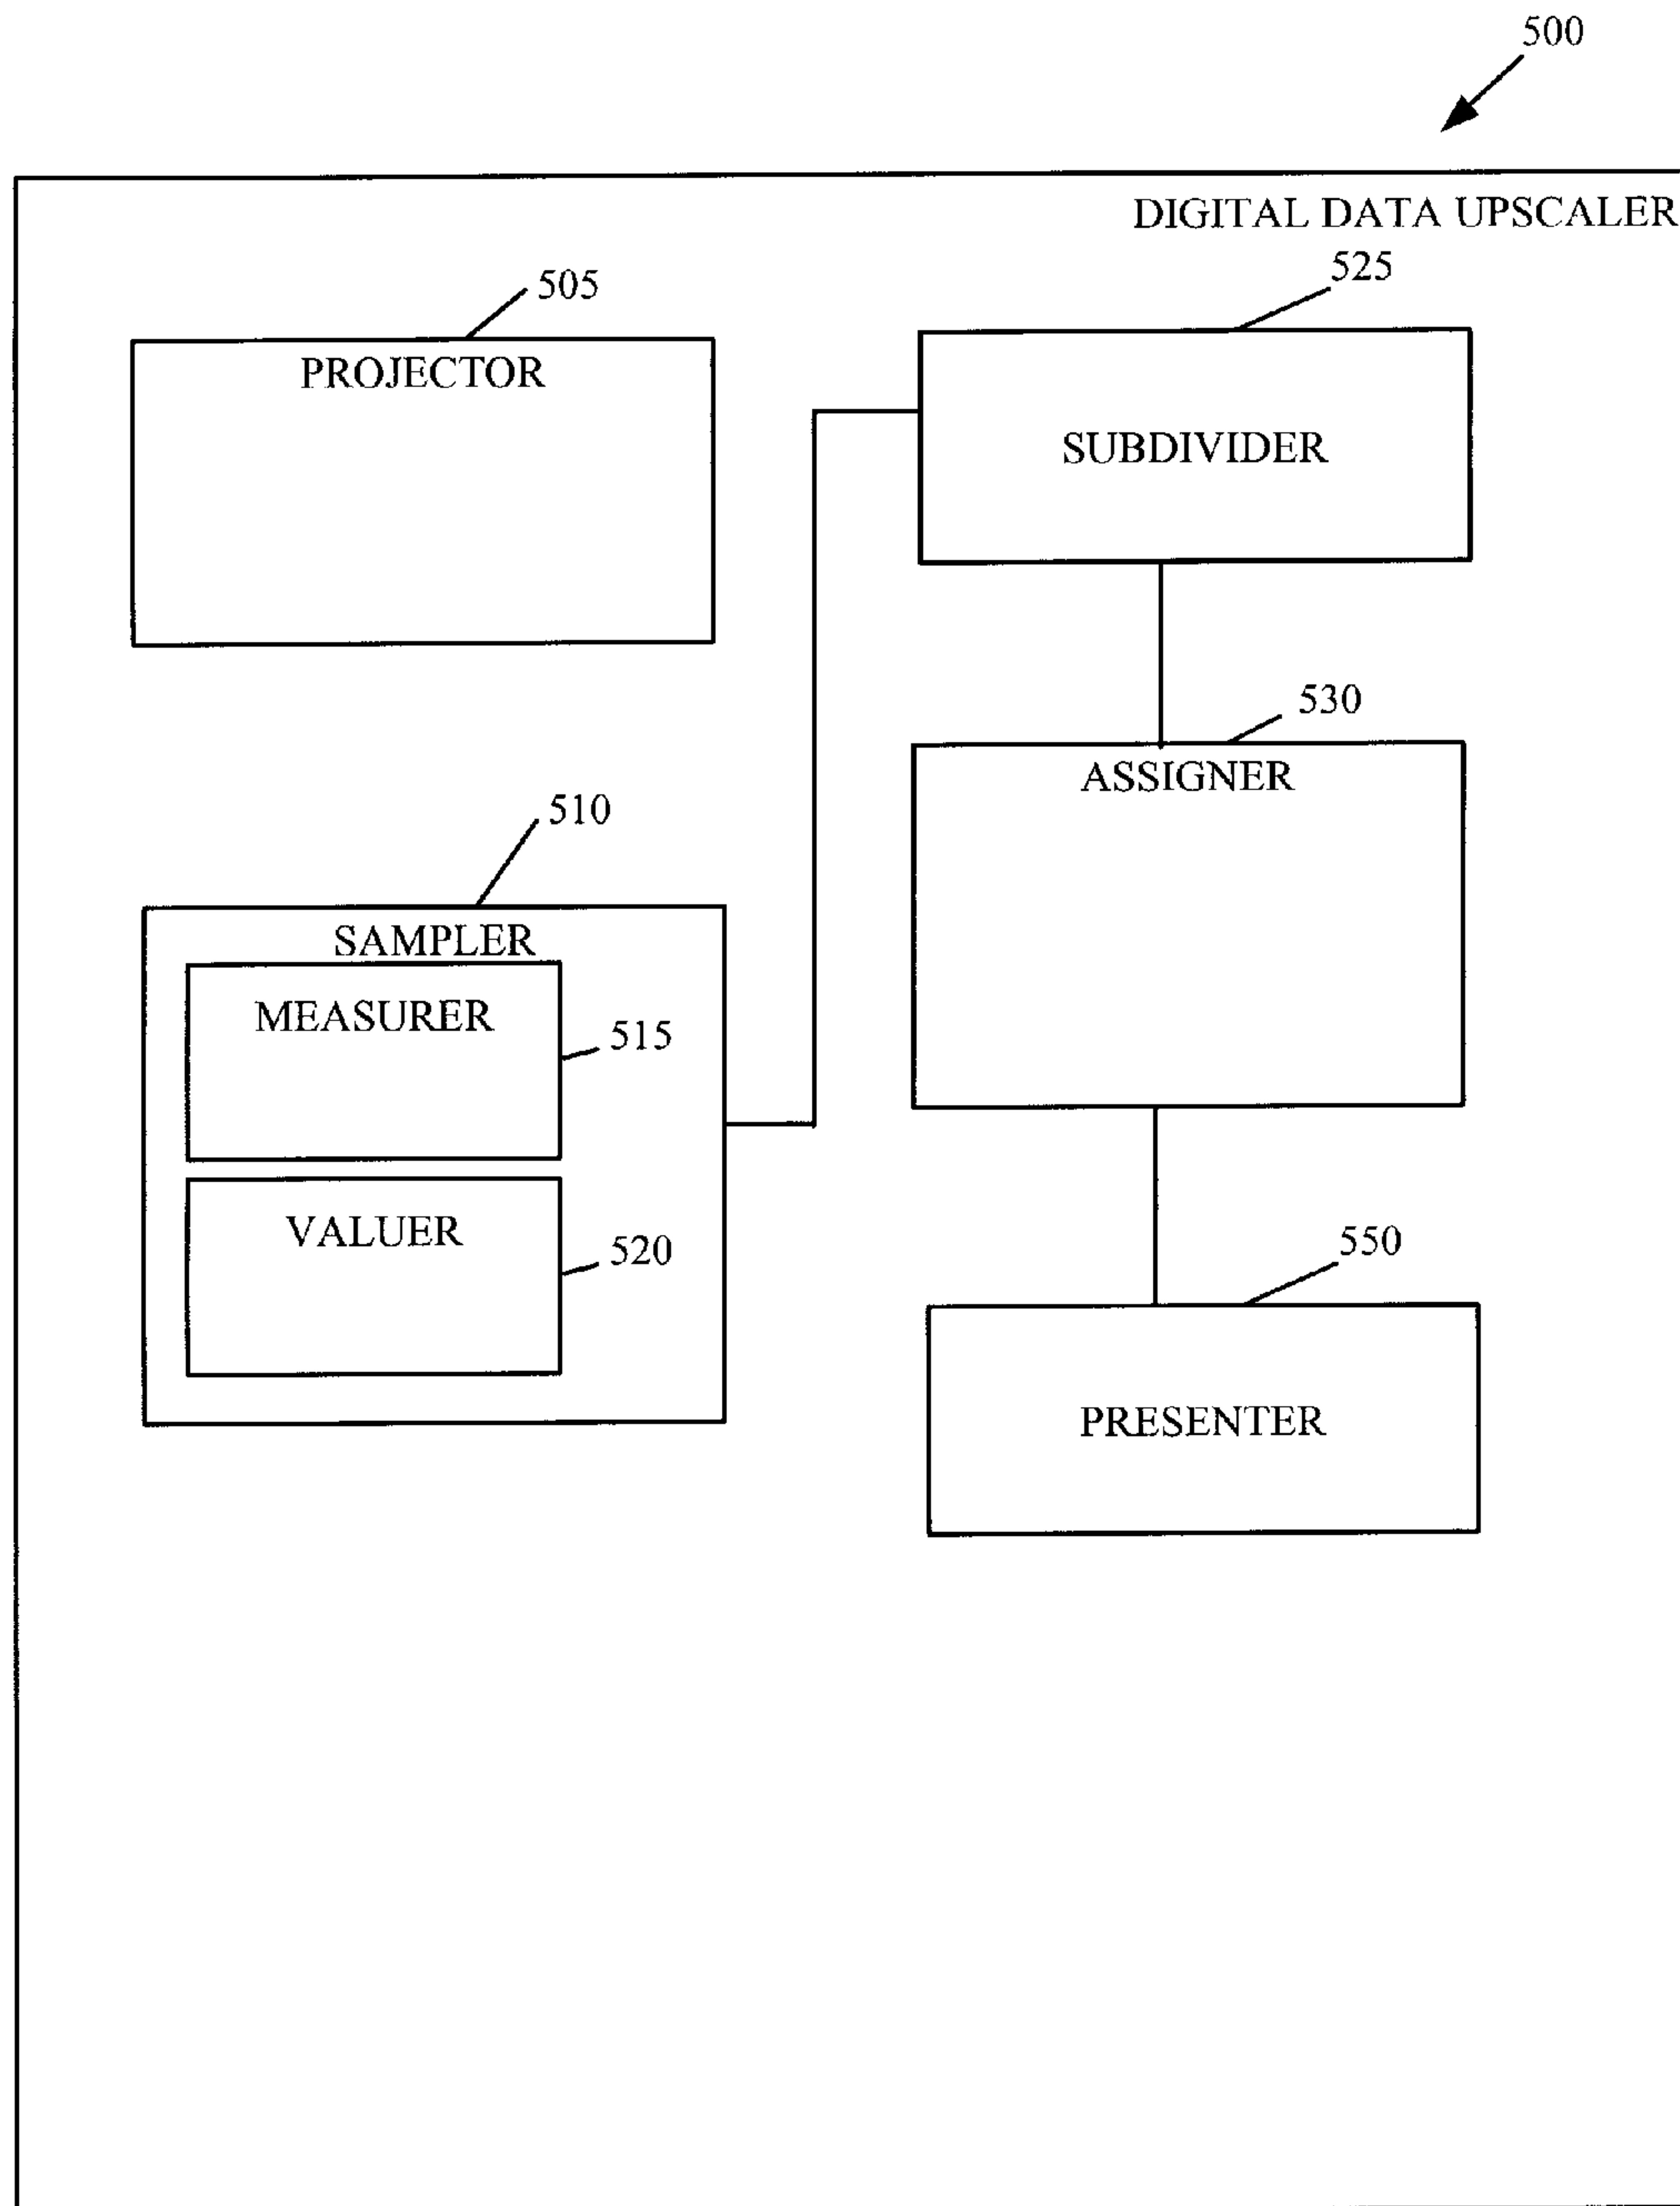 500
DIGITAL DATA UPSCALER
505
525
PROJECTOR
SUBDIVIDER
530
ASSIGNER
510
SAMPLER
MEASURER
515
VALUER
520
550
PRESENTER